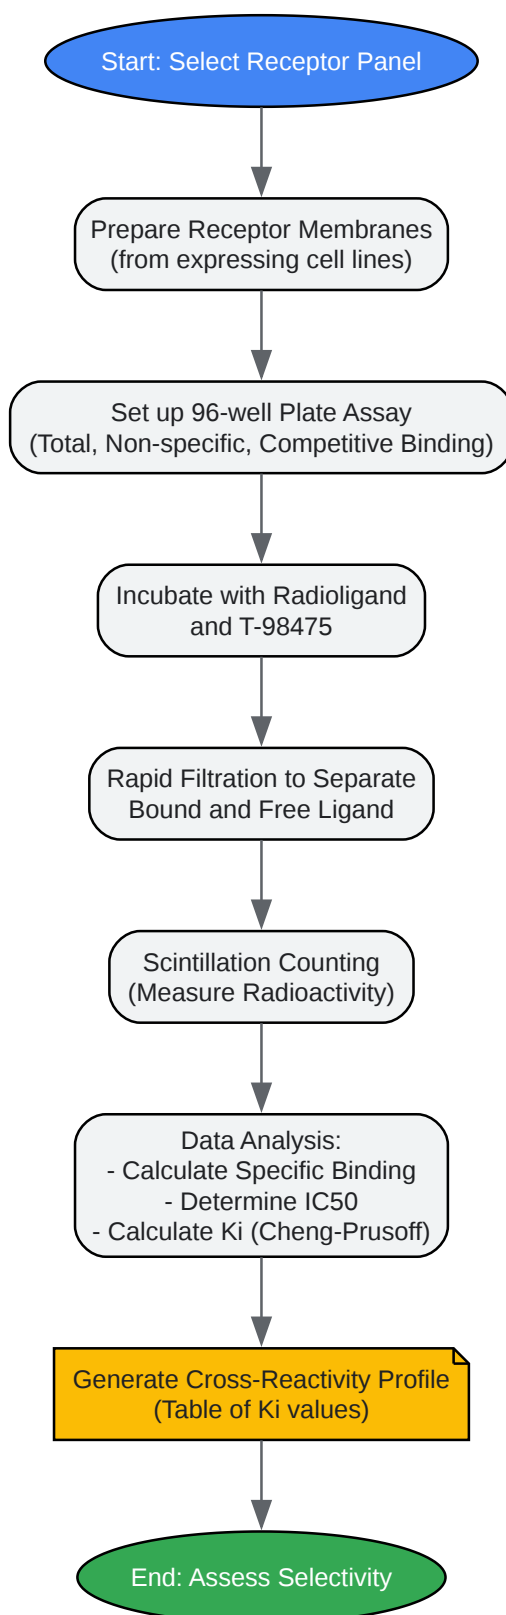 Start: Select Receptor Panel
Prepare Receptor Membranes
(from expressing cell lines)
Set up 96-well Plate Assay
(Total, Non-specific, Competitive Binding)
Incubate with Radioligand
and T-98475
Rapid Filtration to Separate
Bound and Free Ligand
Scintillation Counting
(Measure Radioactivity)
Data Analysis:
- Calculate Specific Binding
- Determine IC50
- Calculate Ki (Cheng-Prusoff)
Generate Cross-Reactivity Profile
(Table of Ki values)
End: Assess Selectivity